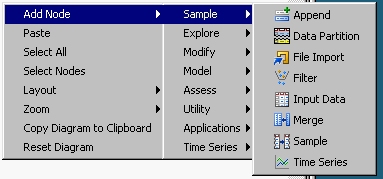 Add Node
Paste
Select All
Select Nodes
Layout
Zoom
Copy Diagram to Clipboard
Reset Diagram
Sample
Explore
Modify
Model
Assess
Utility
Applications
Time Series
Append
Data Partition
File Import
Filter
Input Data
Merge
Sample
Time Series